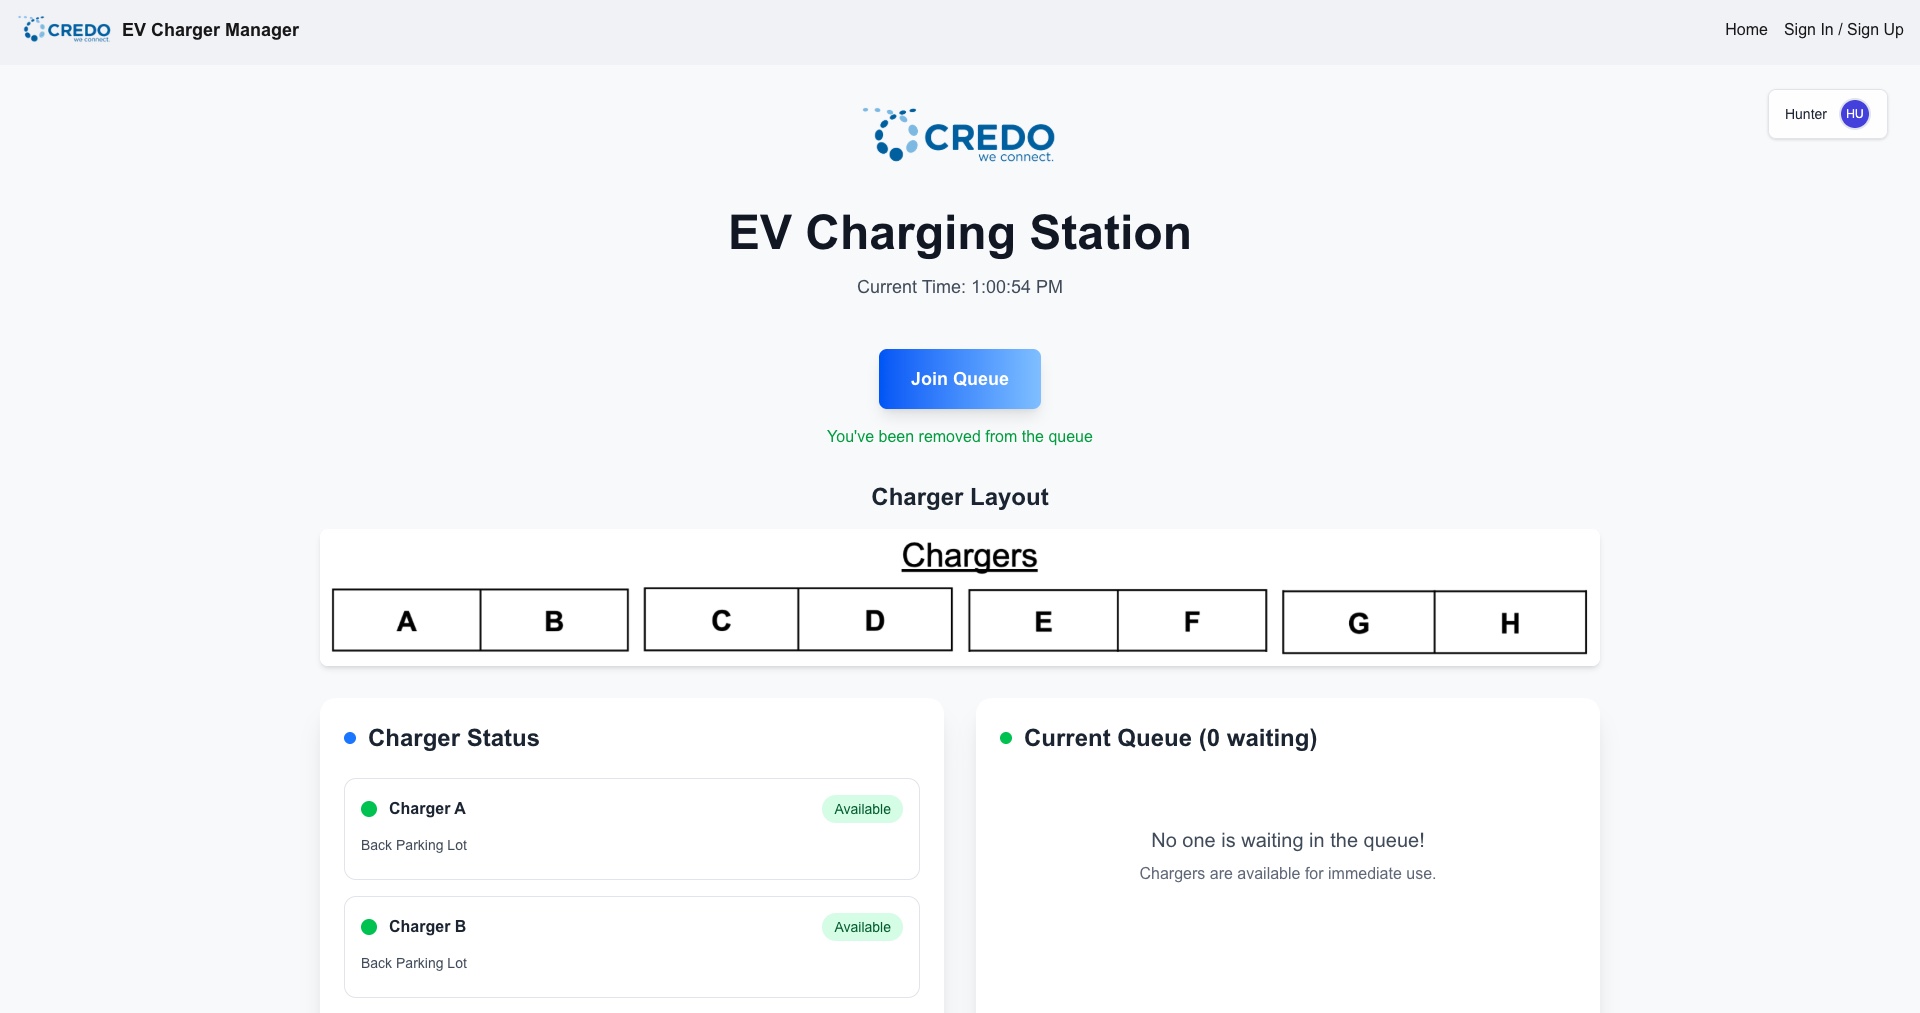 CREDO
we connect.
EV Charger Manager
Home
Sign In / Sign Up
Hunter
HU
CREDO
we connect.
EV Charging Station
Current Time: 1:00:54 PM
Join Queue
You've been removed from the queue
Charger Layout
Chargers
A B C D E F G H
Charger Status
Charger A
Available
Back Parking Lot
Charger B
Available
Back Parking Lot
Current Queue (0 waiting)
No one is waiting in the queue!
Chargers are available for immediate use.